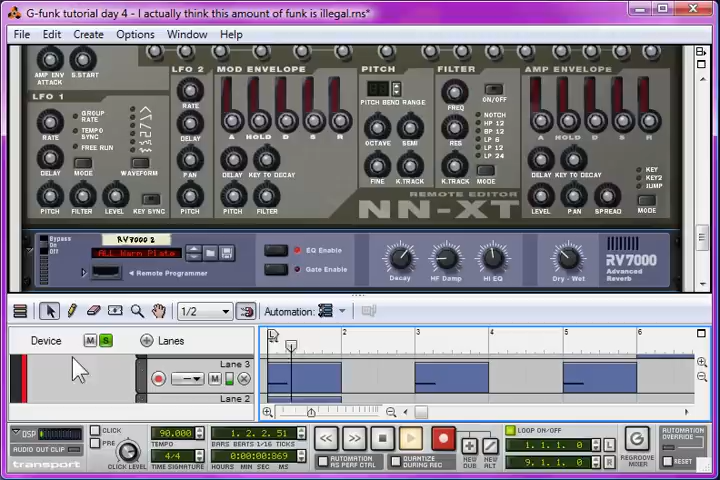 G-funk tutorial day 4 - I actually think this amount of funk is illegal.rns*
File Edit Create Options Window Help
AMP ENV ATTACK
S.START
LFO 1
RATE
GROUP RATE
TEMPO SYNC
FREE RUN
DELAY
MODE
WAVEFORM
PITCH FILTER LEVEL KEY SYNC
LFO 2
RATE
DELAY
PAN
PITCH
MOD ENVELOPE
A HOLD D S R
DELAY KEY TO DECAY
PITCH FILTER
PITCH
PITCH BEND RANGE
OCTAVE SEMI
FINE K.TRACK
FILTER
FREQ
ON/OFF
RES
NOTCH
HP 12
BP 12
LP 6
LP 12
LP 24
K.TRACK
MODE
AMP ENVELOPE
A HOLD D S R
DELAY KEY TO DECAY
KEY
KEY2
JUMP
LEVEL PAN SPREAD MODE
REMOTE EDITOR
NN-XT
Bypass
On
Off
RV7000 2
ALL Warm Plate
Remote Programmer
EQ Enable
Gate Enable
Decay
HF Damp
HI EQ
Dry - Wet
RV7000
Advanced
Reverb
1/2
Automation:
Device M S Lanes
L 2 3 4 5 6
Lane 3
M
Lane 2
DSP
AUDIO OUT CLIP
transport
CLICK
PRE
CLICK LEVEL
90.000
TEMPO
4/4
TIME SIGNATURE
1. 2. 2. 51
BARS BEATS 1/16 TICKS
0:00:00:869
HOUR MIN SEC MS
AUTOMATION AS PERF CTRL
QUANTIZE DURING REC
NEW DUB
NEW ALT
LOOP ON/OFF
1. 1. 1. 0 L
9. 1. 1. 0 R
REGROOVE MIXER
AUTOMATION OVERRIDE
RESET